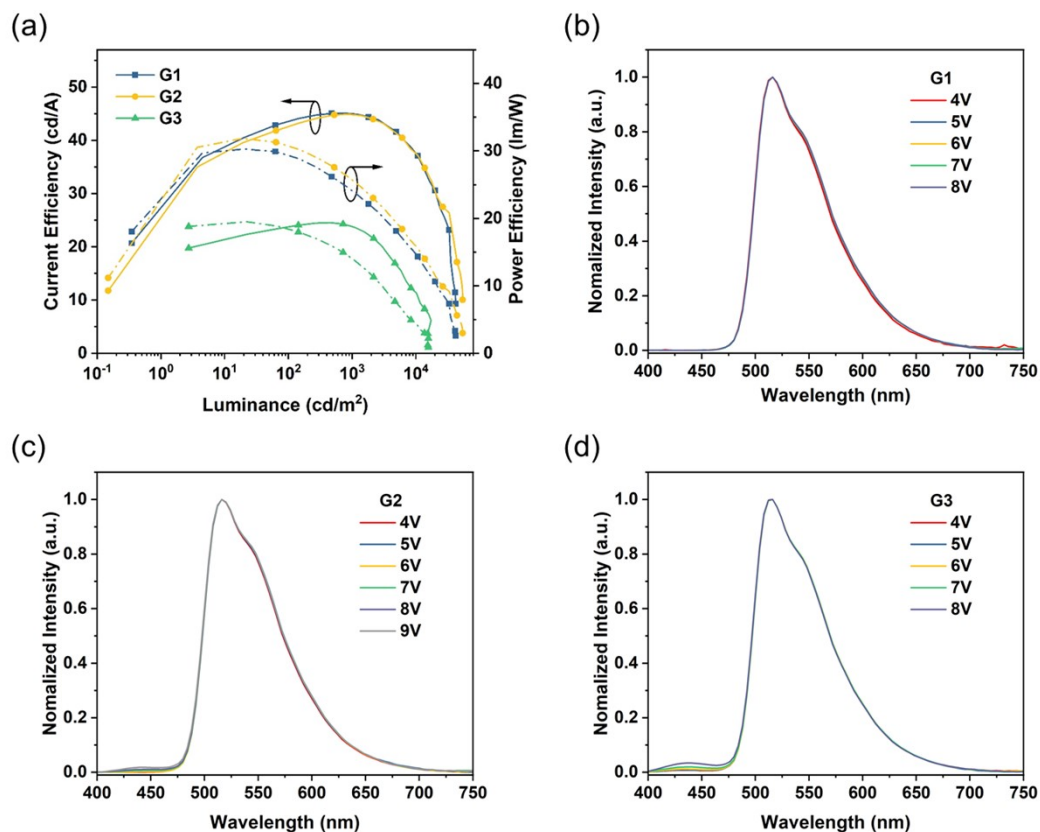 (a)
G1
G2
G3
Current Efficiency (cd/A)
50
40
30
20
10
0
Power Efficiency (lm/W)
40
30
20
10
0
10-1 100 101 102 103 104
Luminance (cd/m2)
(b)
G1
4V
5V
6V
7V
8V
Nomalized Intensity (a.u.)
1.0
0.8
0.6
0.4
0.2
0.0
400 450 500 550 600 650 700 750
Wavelength (nm)
(c)
G2
4V
5V
6V
7V
8V
9V
Nomalized Intensity (a.u.)
1.0
0.8
0.6
0.4
0.2
0.0
400 450 500 550 600 650 700 750
Wavelength (nm)
(d)
G3
4V
5V
6V
7V
8V
Nomalized Intensity (a.u.)
1.0
0.8
0.6
0.4
0.2
0.0
400 450 500 550 600 650 700 750
Wavelength (nm)